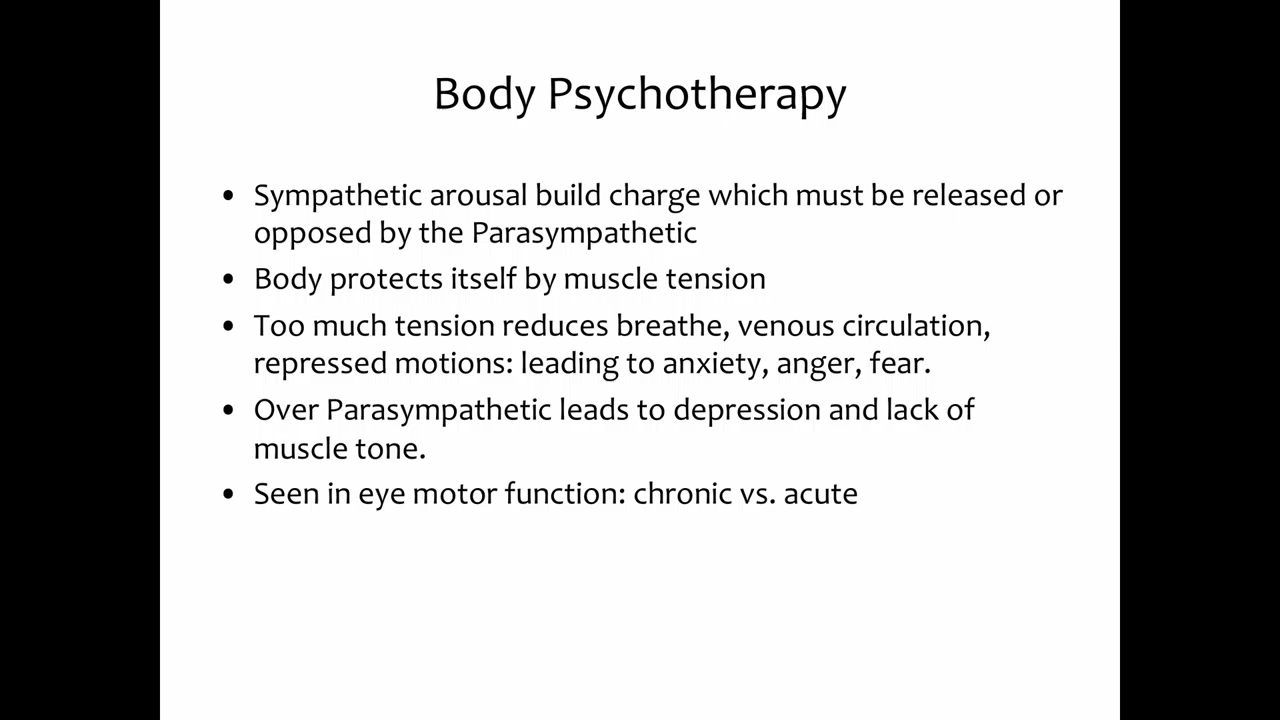 Body Psychotherapy
• Sympathetic arousal build charge which must be released or
opposed by the Parasympathetic
• Body protects itself by muscle tension
• Too much tension reduces breathe, venous circulation,
repressed motions: leading to anxiety, anger, fear.
• Over Parasympathetic leads to depression and lack of
muscle tone.
• Seen in eye motor function: chronic vs. acute